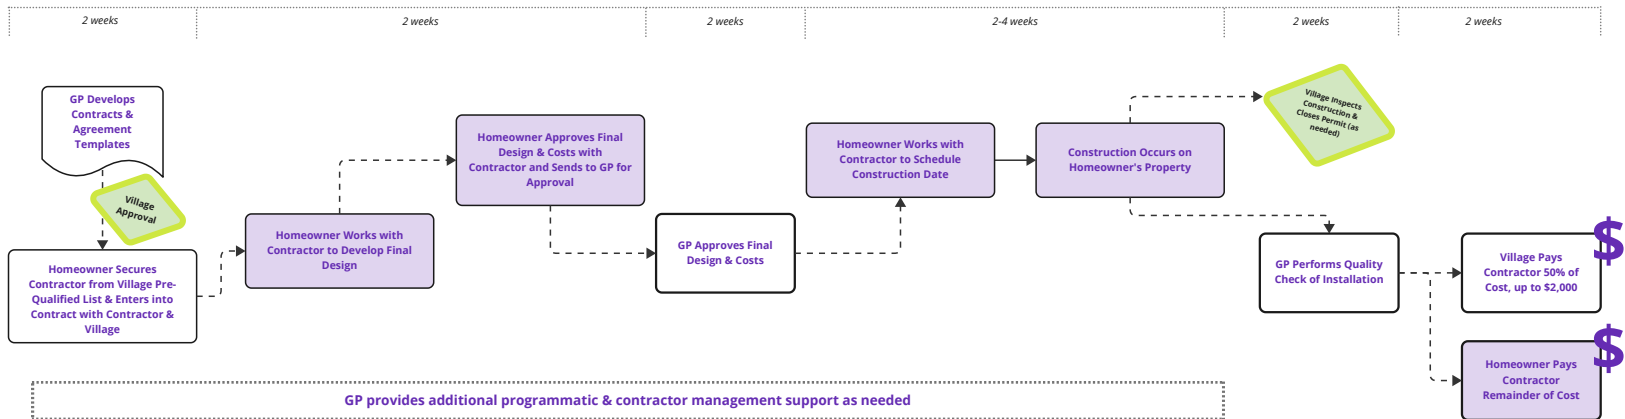 2 weeks
2 weeks
2 weeks
2-4 weeks
2 weeks
2 weeks
GP Develops
Contracts &
Agreement
Templates
Village
Approval
Homeowner Secures
Contractor from Village Pre-
Qualified List & Enters into
Contract with Contractor &
Village
Homeowner Works with
Contractor to Develop Final
Design
Homeowner Approves Final
Design & Costs with
Contractor and Sends to GP for
Approval
GP Approves Final
Design & Costs
Homeowner Works with
Contractor to Schedule
Construction Date
Construction Occurs on
Homeowner's Property
Village Inspects
Construction &
Closes Permit (as
needed)
GP Performs Quality
Check of Installation
Village Pays
Contractor 50% of
Cost, up to $2,000
$
Homeowner Pays
Contractor
Remainder of Cost
$
GP provides additional programmatic & contractor management support as needed